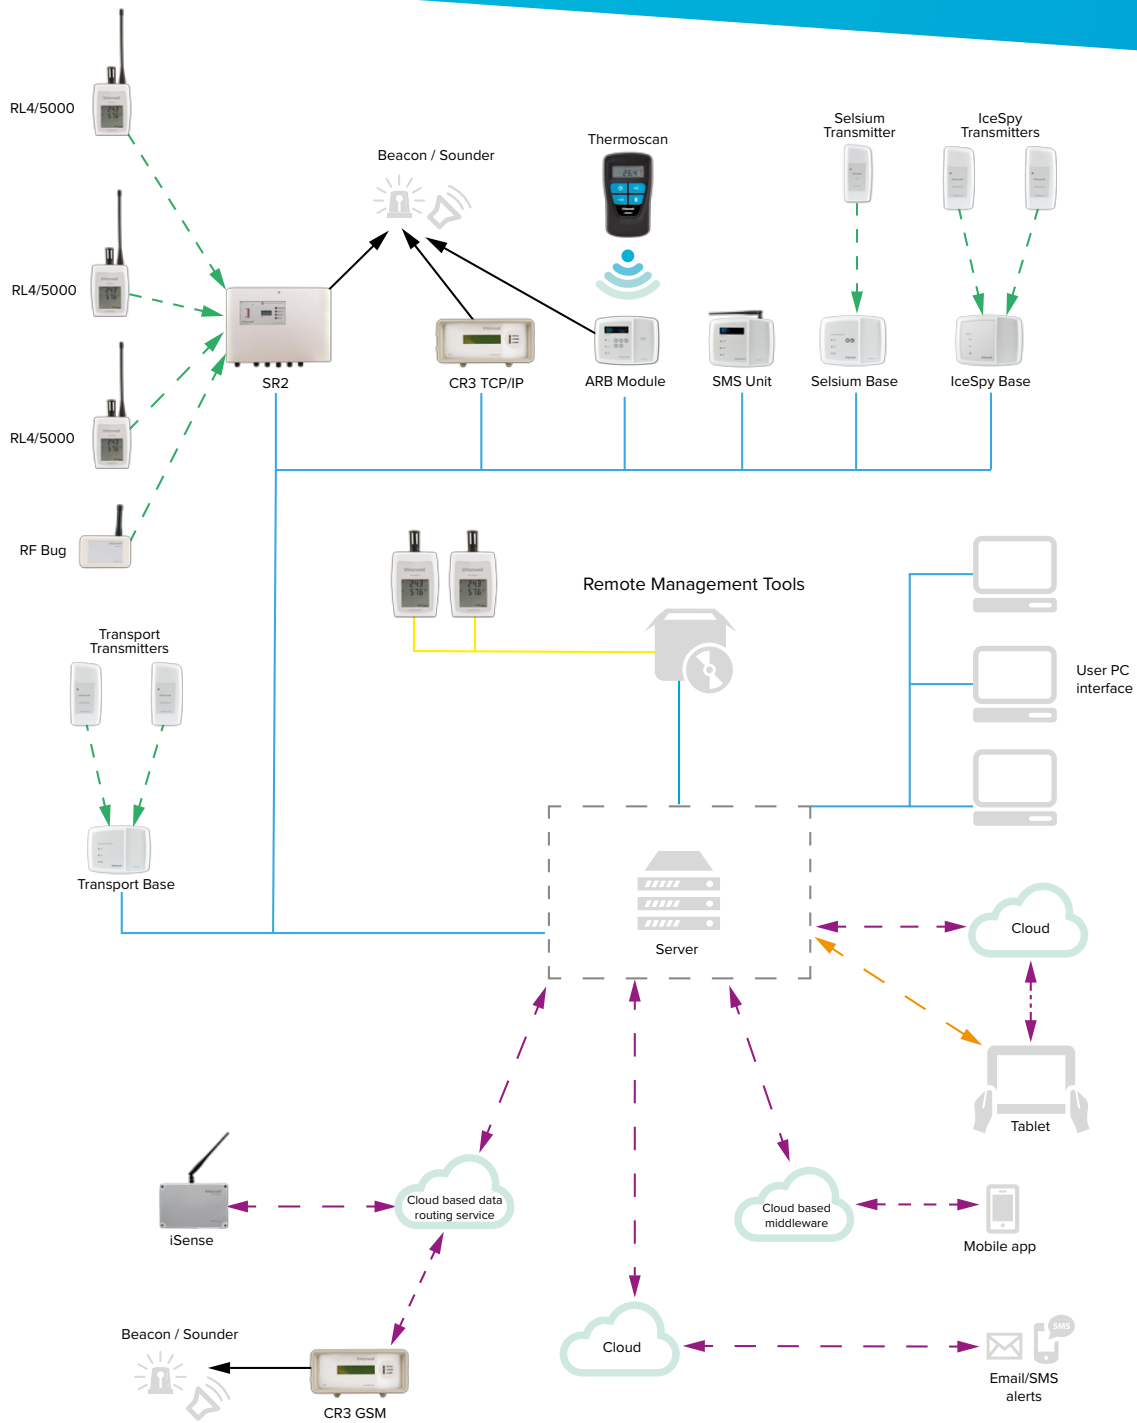 RL4/5000
Beacon / Sounder
Thermoscan
Selsium
Transmitter
IceSpy
Transmitters
RL4/5000
SR2
CR3 TCP/IP
ARB Module
SMS Unit
Selsium Base
IceSpy Base
RL4/5000
RF Bug
Remote Management Tools
Transport
Transmitters
User PC
interface
Transport Base
Server
Cloud
Tablet
Cloud based data
routing service
iSense
Cloud based
middleware
Mobile app
Beacon / Sounder
CR3 GSM
Cloud
SMS
Email/SMS
alerts